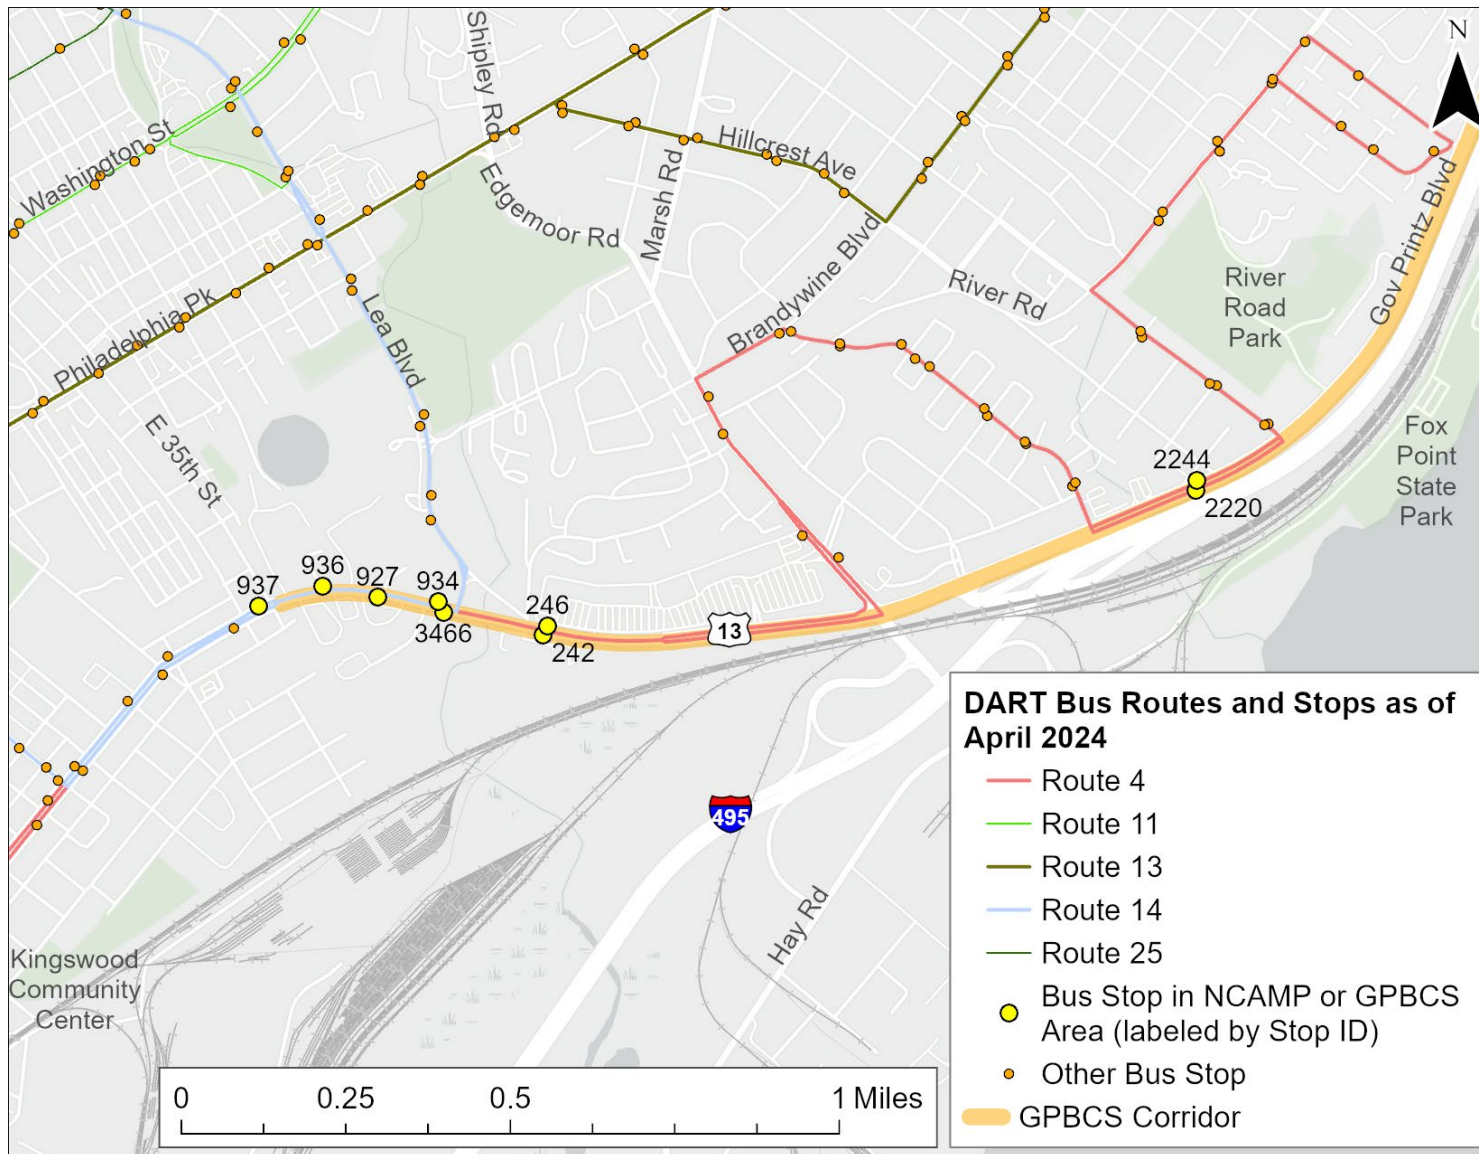 N
Shipley Rd
Washington St
Hillcrest Ave
Edgemoor Rd
Marsh Rd
Brandywine Blvd
River Rd
River
Road
Park
Gov Printz Blvd
Philadelphia Pk
Lea Blvd
E 35th St
Fox
Point
State
Park
2244
2220
937
936
927
934
3466
246
242
13
495
Hay Rd
Kingswood
Community
Center
DART Bus Routes and Stops as of
April 2024
Route 4
Route 11
Route 13
Route 14
Route 25
Bus Stop in NCAMP or GPBCS
Area (labeled by Stop ID)
Other Bus Stop
GPBCS Corridor
0 0.25 0.5 1 Miles